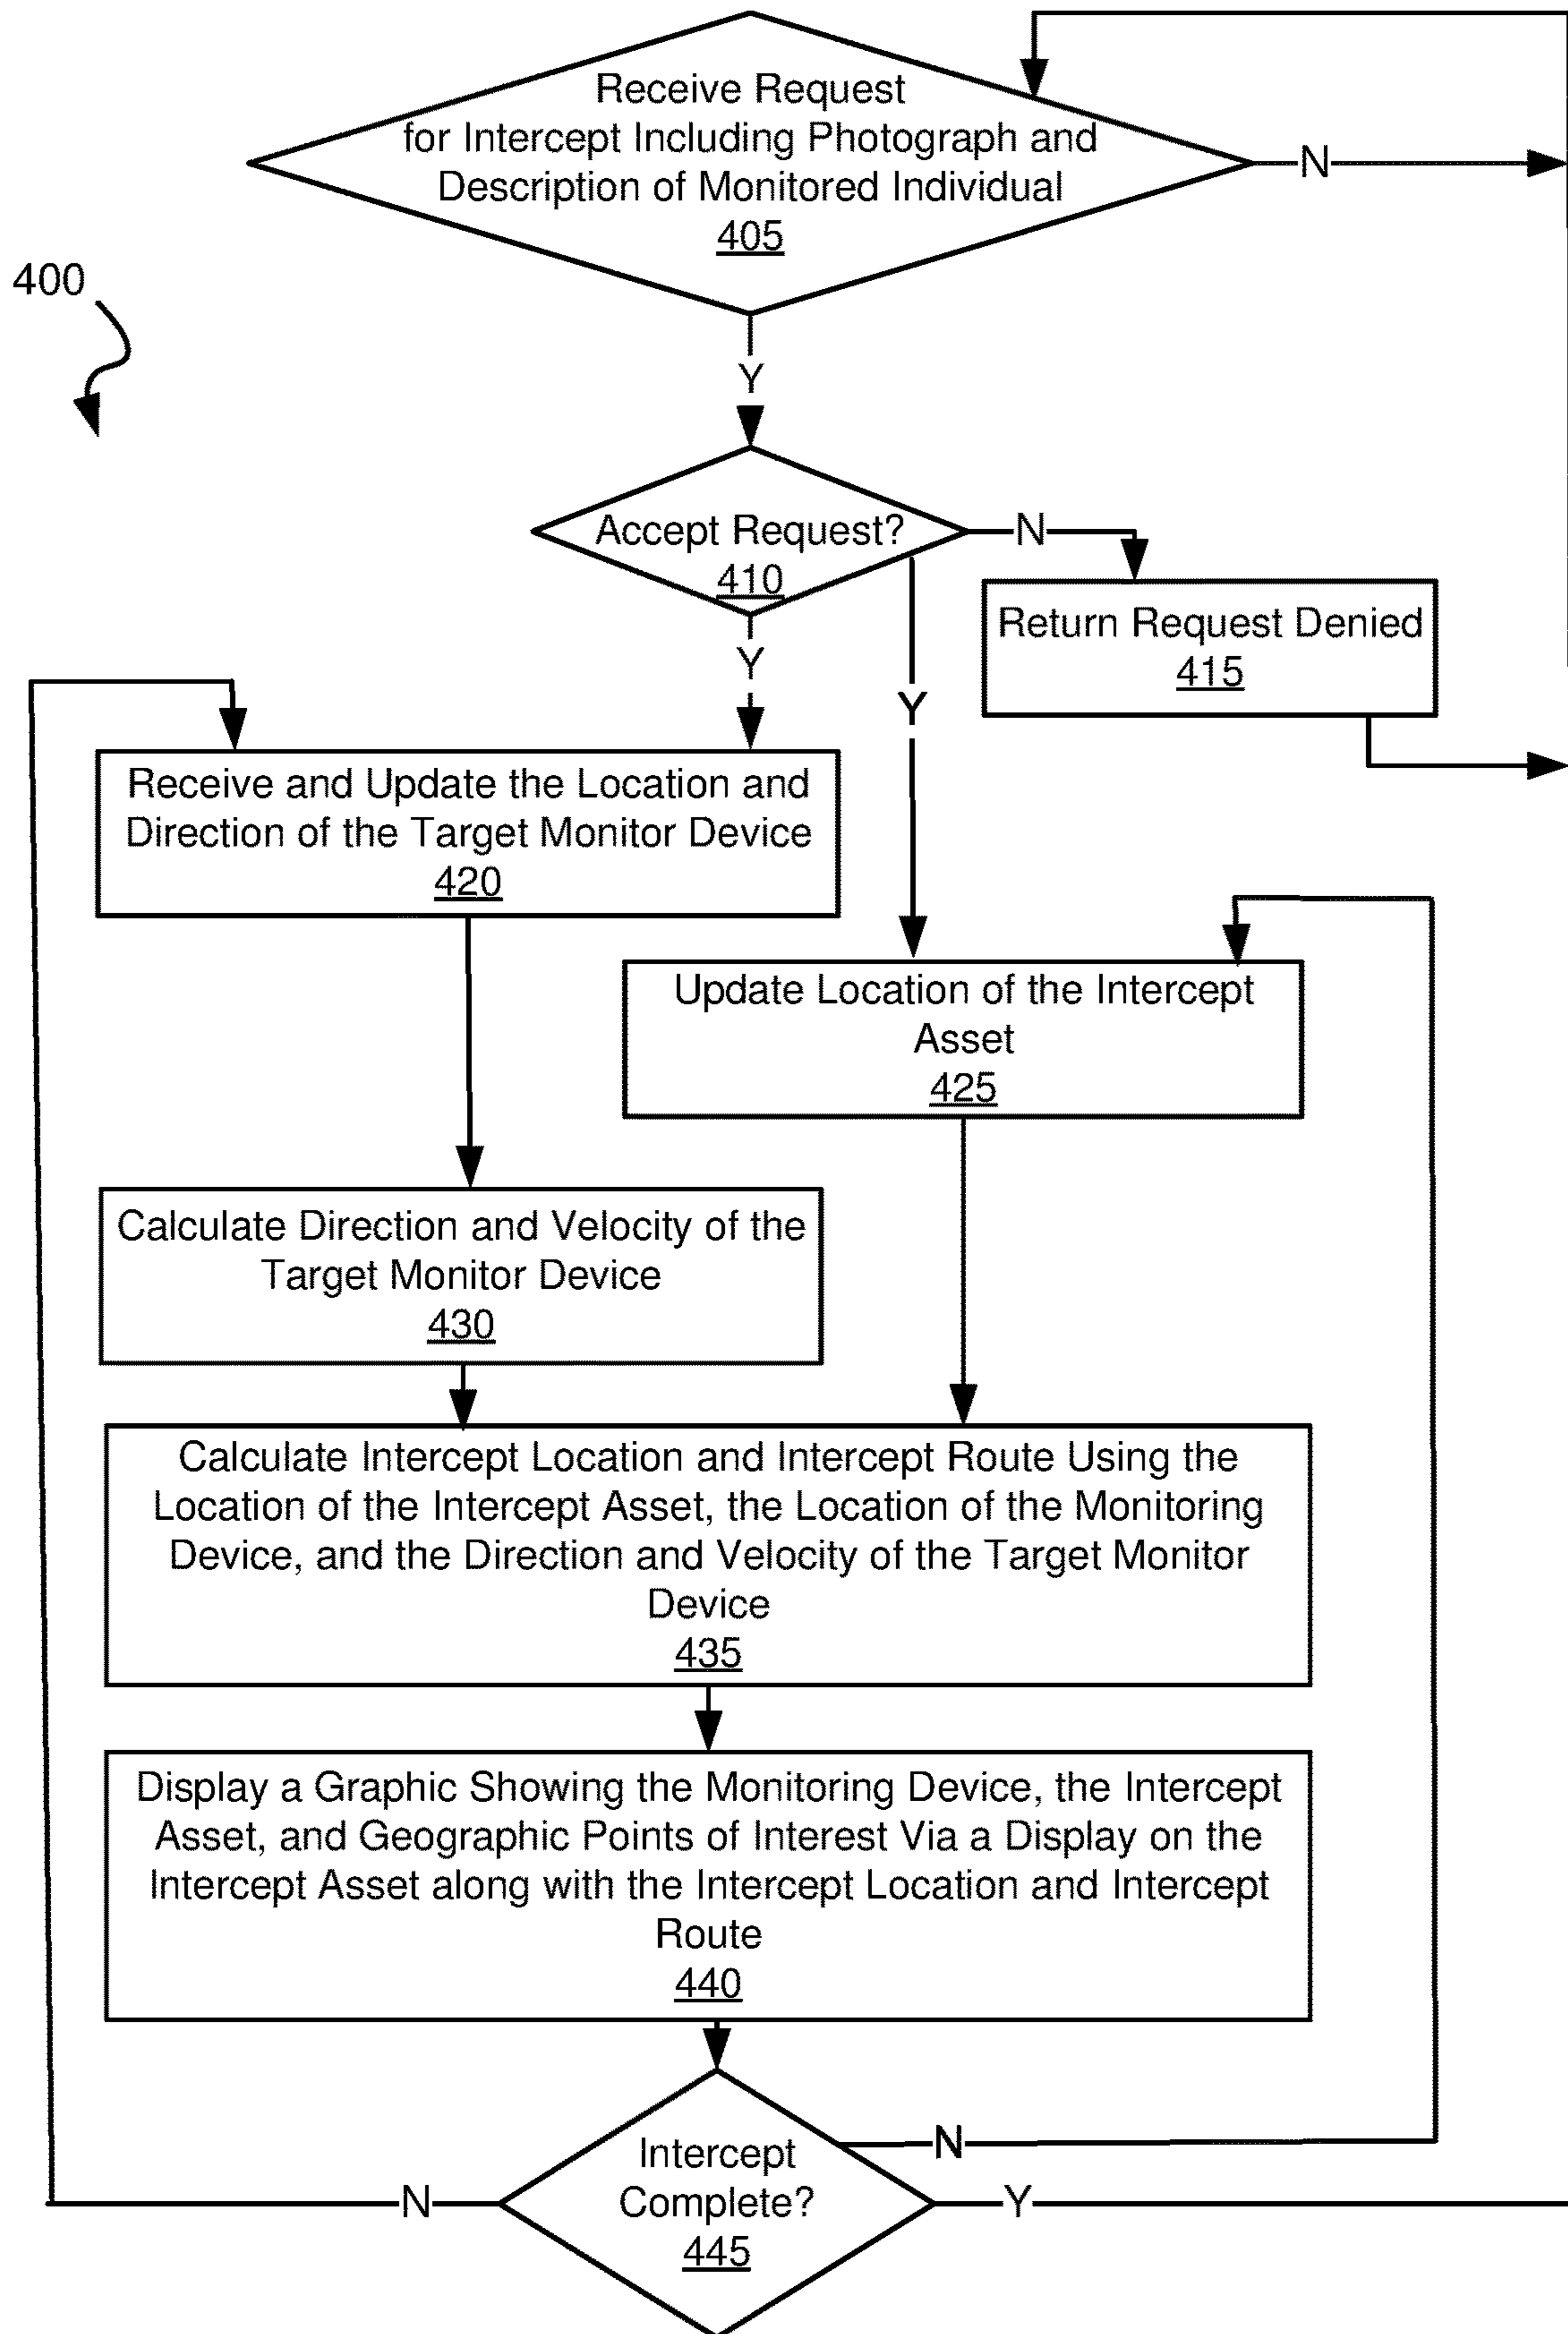 Receive Request
for Intercept Including Photograph and
Description of Monitored Individual
405
N
400
Y
Accept Request?
410
N
Return Request Denied
415
Y
Y
Receive and Update the Location and
Direction of the Target Monitor Device
420
Update Location of the Intercept
Asset
425
Calculate Direction and Velocity of the
Target Monitor Device
430
Calculate Intercept Location and Intercept Route Using the
Location of the Intercept Asset, the Location of the Monitoring
Device, and the Direction and Velocity of the Target Monitor
Device
435
Display a Graphic Showing the Monitoring Device, the Intercept
Asset, and Geographic Points of Interest Via a Display on the
Intercept Asset along with the Intercept Location and Intercept
Route
440
Intercept
Complete?
445
N
N
Y